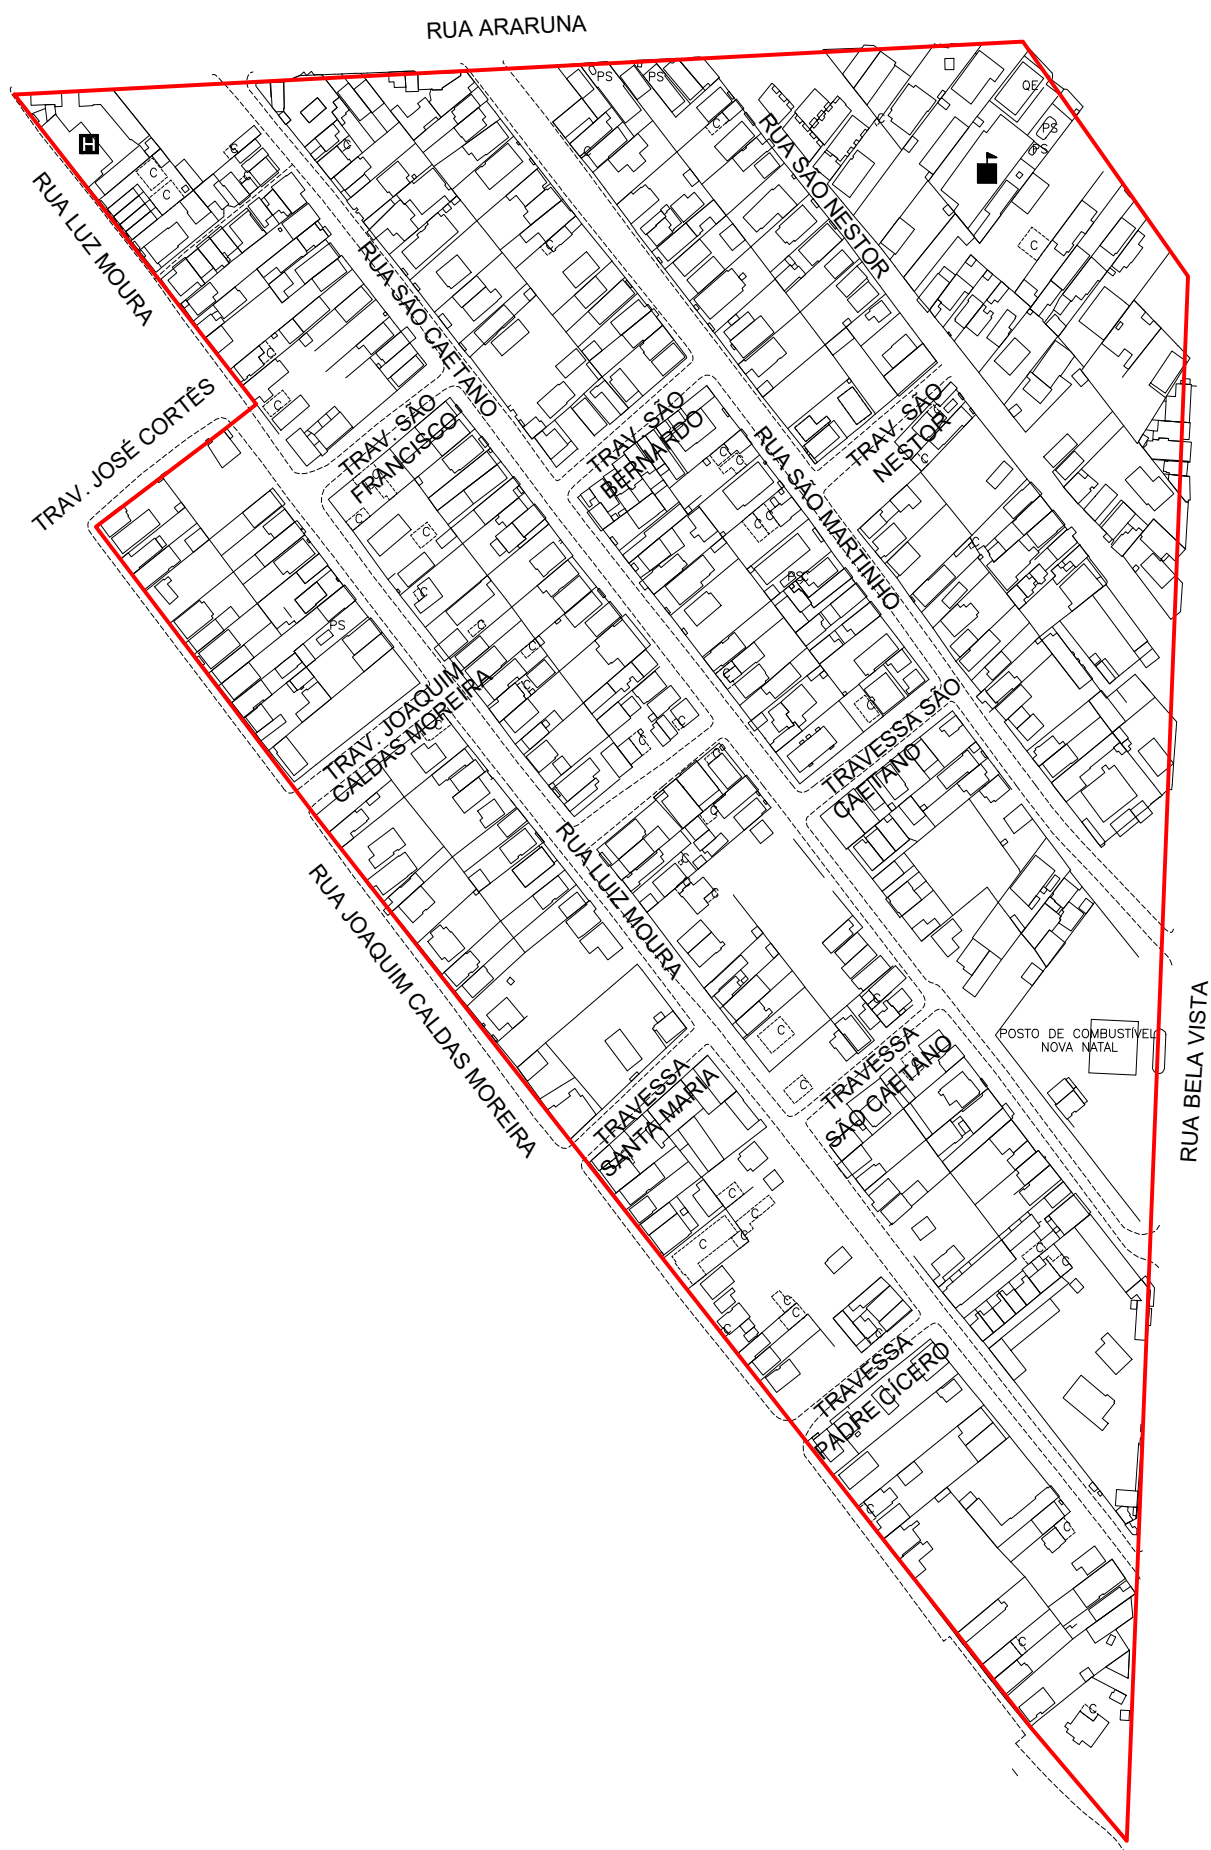 RUA ARARUNA
PS
PS
QE
PS
PS
H
RUA LUZ MOURA
RUA SÃO NESTOR
RUA SÃO CAETANO
TRAV. JOSÉ CORTÊS
TRAV. SÃO
FRANCISCO
TRAV. SÃO
BERNARDO
TRAV. SÃO
NESTOR
RUA SÃO MARTINHO
PS
PS
TRAV. JOAQUIM
CALDAS MOREIRA
TRAVESSA SÃO
CAETANO
RUA LUIZ MOURA
RUA JOAQUIM CALDAS MOREIRA
POSTO DE COMBUSTÍVEL
NOVA NATAL
RUA BELA VISTA
TRAVESSA
SÃO CAETANO
TRAVESSA
SANTA MARIA
TRAVESSA
PADRE CÍCERO
C
C
C
C
C
C
C
C
C
C
C
C